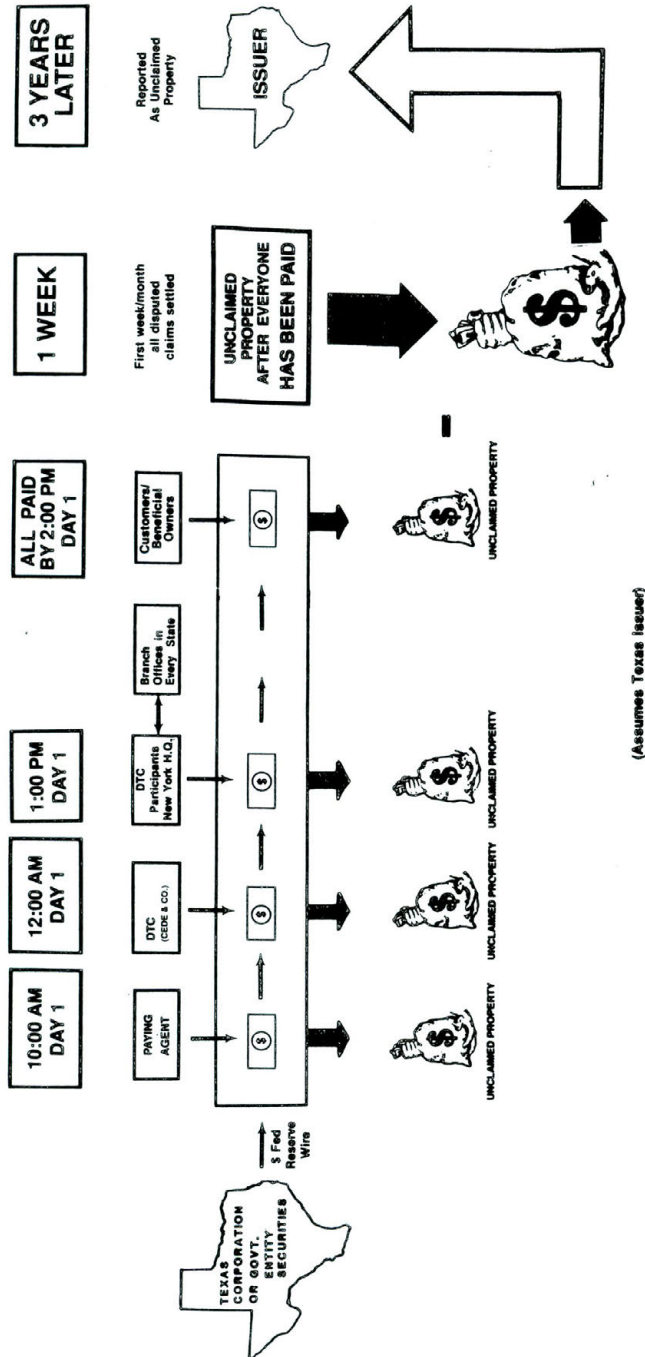 10:00 AM
DAY 1
12:00 AM
DAY 1
1:00 PM
DAY 1
ALL PAID
BY 2:00 PM
DAY 1
1 WEEK
3 YEARS
LATER
PAYING
AGENT
DTC
(CEDE & CO.)
DTC
Participants
New York H.Q.
Branch
Offices in
Every State
Customers/
Beneficial
Owners
First week/month
all disputed
claims settled
Reported
As Unclaimed
Property
TEXAS
CORPORATION
OR GOVT.
ENTITY
SECURITIES
$ Fed
Reserve
Wire
$
$
$
$
UNCLAIMED
PROPERTY
AFTER EVERYONE
HAS BEEN PAID
ISSUER
$
$
$
$
$
UNCLAIMED PROPERTY
UNCLAIMED PROPERTY
UNCLAIMED PROPERTY
UNCLAIMED PROPERTY
(Assumes Texas Issuer)